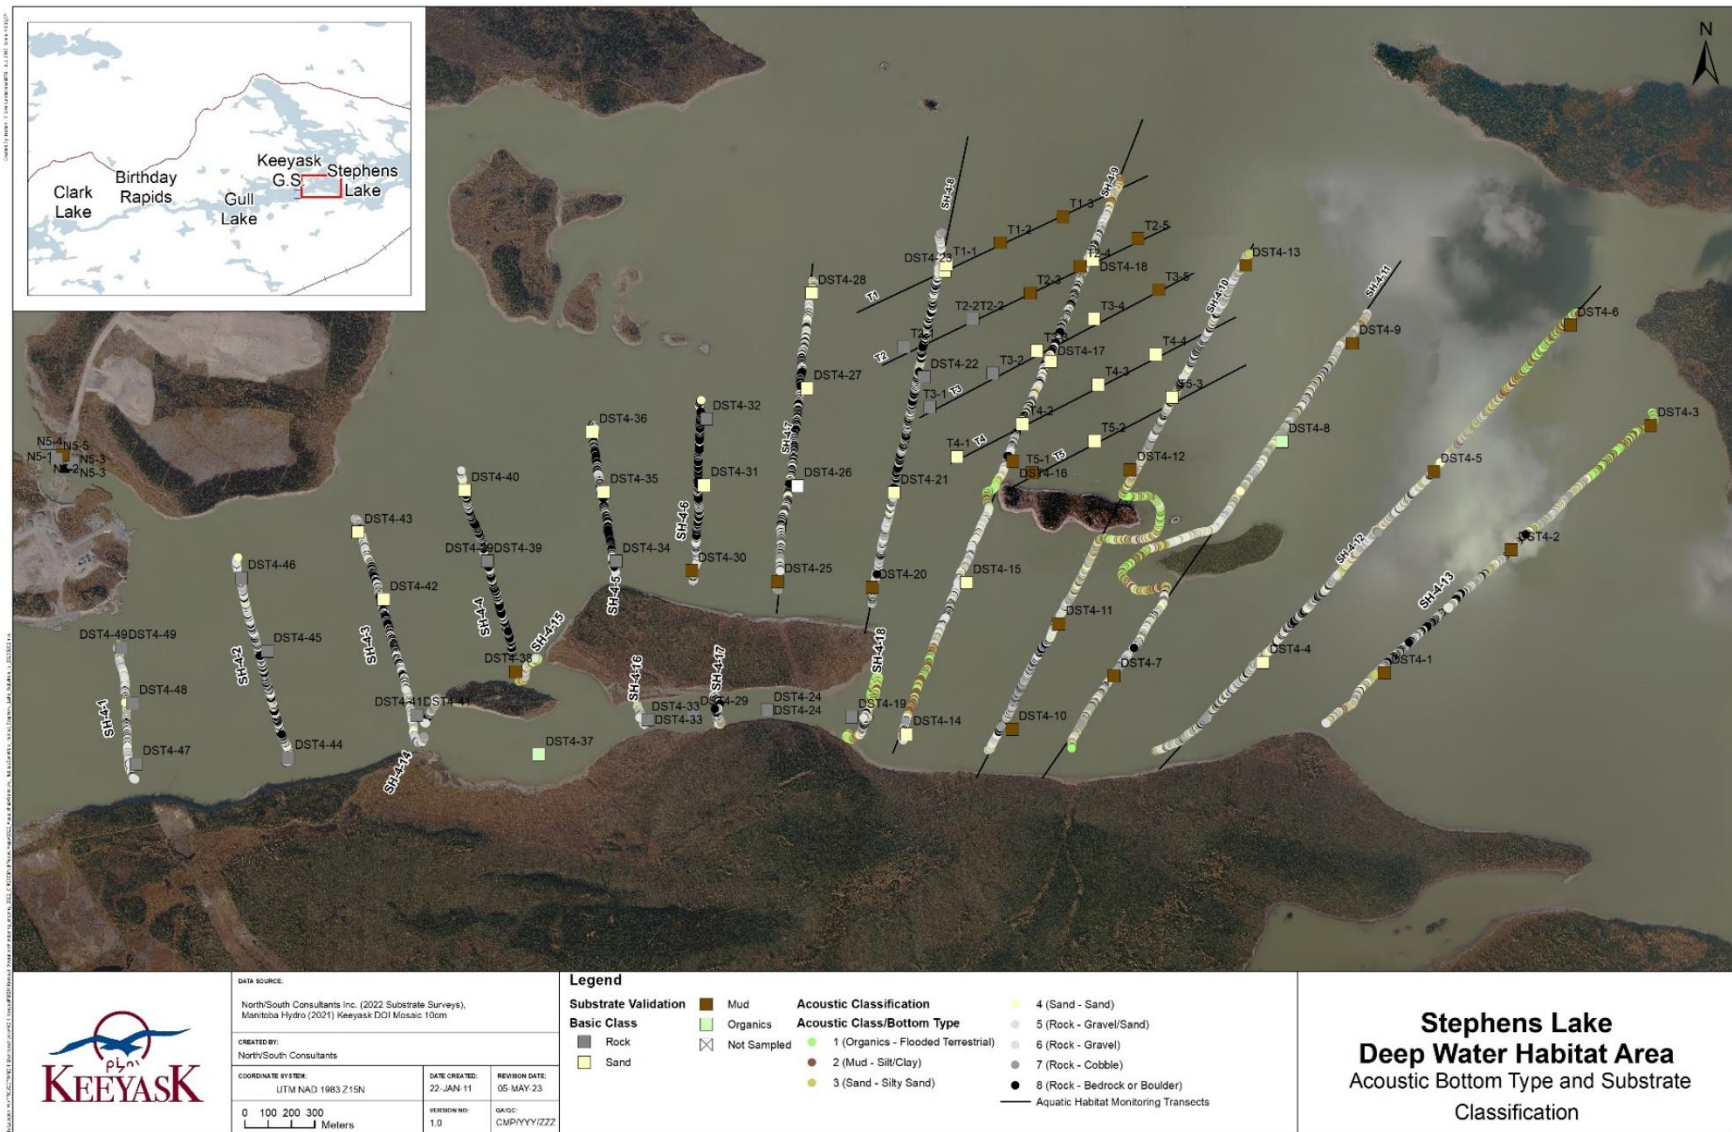 N
Keeyask
G.S.
Stephens
Lake
Birthday
Rapids
Clark
Lake
Gull
Lake
SH-4-8
SH-4-9
T1-3
T1-2
T2-5
DST4-23
T1-1
T2-4
DST4-18
DST4-13
SH-4-11
DST4-28
T1
T2-3
T3-5
SH-4-10
T2-2T2-2
T3-4
DST4-6
DST4-9
T2
DST4-17
T4-4
DST4-22
T3-2
DST4-27
T4-3
T5-3
T3-1
T3
DST4-32
T4-2
DST4-3
DST4-36
SH-4-7
T4-1
T4
T5-2
DST4-8
N5-4
N5-5
N5-1
N5-3
N5-3
T5
T5-1
DST4-16
DST4-12
DST4-5
DST4-40
DST4-35
DST4-31
DST4-26
DST4-21
DST4-43
SH-4-6
DST4-2
DST4-39DST4-39
DST4-34
DST4-30
SH-4-12
DST4-46
DST4-42
SH-4-5
DST4-25
DST4-20
DST4-15
SH-4-13
SH-4-4
DST4-11
DST4-49DST4-49
DST4-45
SH-4-3
SH-4-15
SH-4-18
SH-4-2
DST4-38
SH-4-16
SH-4-17
DST4-7
DST4-4
DST4-1
DST4-48
SH-4-1
DST4-41DST4-41
DST4-33
DST4-33
DST4-29
DST4-24
DST4-24
DST4-19
DST4-14
DST4-10
DST4-47
DST4-44
SH-4-14
DST4-37
KEEYASK
DATA SOURCE:
North/South Consultants Inc. (2022 Substrate Surveys),
Manitoba Hydro (2021) Keeyask DOI Mosaic 10cm
CREATED BY:
North/South Consultants
COORDINATE SYSTEM:
UTM NAD 1983 Z15N
DATE CREATED:
22-JAN-11
REVISION DATE:
05-MAY-23
0 100 200 300
Meters
VERSION NO:
1.0
QA/QC:
CMP/YYY/ZZZ
Legend
Substrate Validation
Basic Class
Rock
Sand
Mud
Organics
Not Sampled
Acoustic Classification
Acoustic Class/Bottom Type
1 (Organics - Flooded Terrestrial)
2 (Mud - Silt/Clay)
3 (Sand - Silty Sand)
4 (Sand - Sand)
5 (Rock - Gravel/Sand)
6 (Rock - Gravel)
7 (Rock - Cobble)
8 (Rock - Bedrock or Boulder)
Aquatic Habitat Monitoring Transects
Stephens Lake
Deep Water Habitat Area
Acoustic Bottom Type and Substrate
Classification